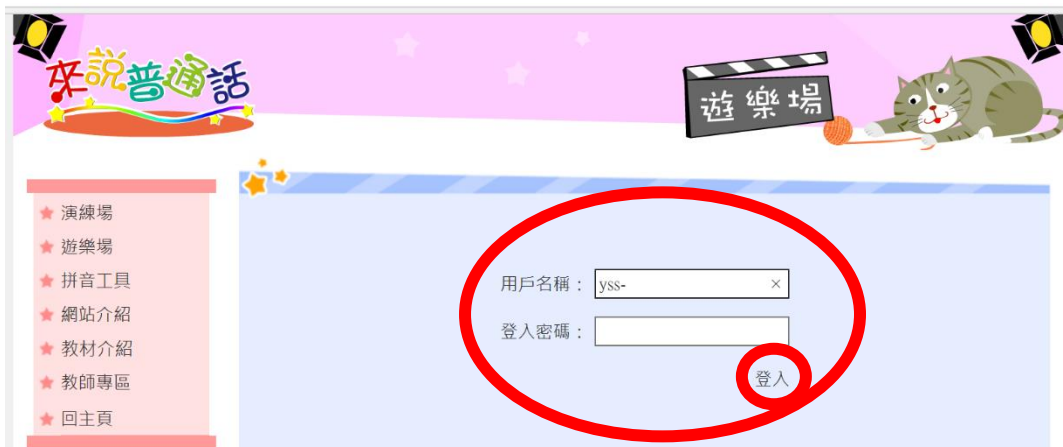 來說普通話
遊樂場
演練場
遊樂場
拼音工具
網站介紹
教材介紹
教師專區
回主頁
用戶名稱：yss-
登入密碼：
登入